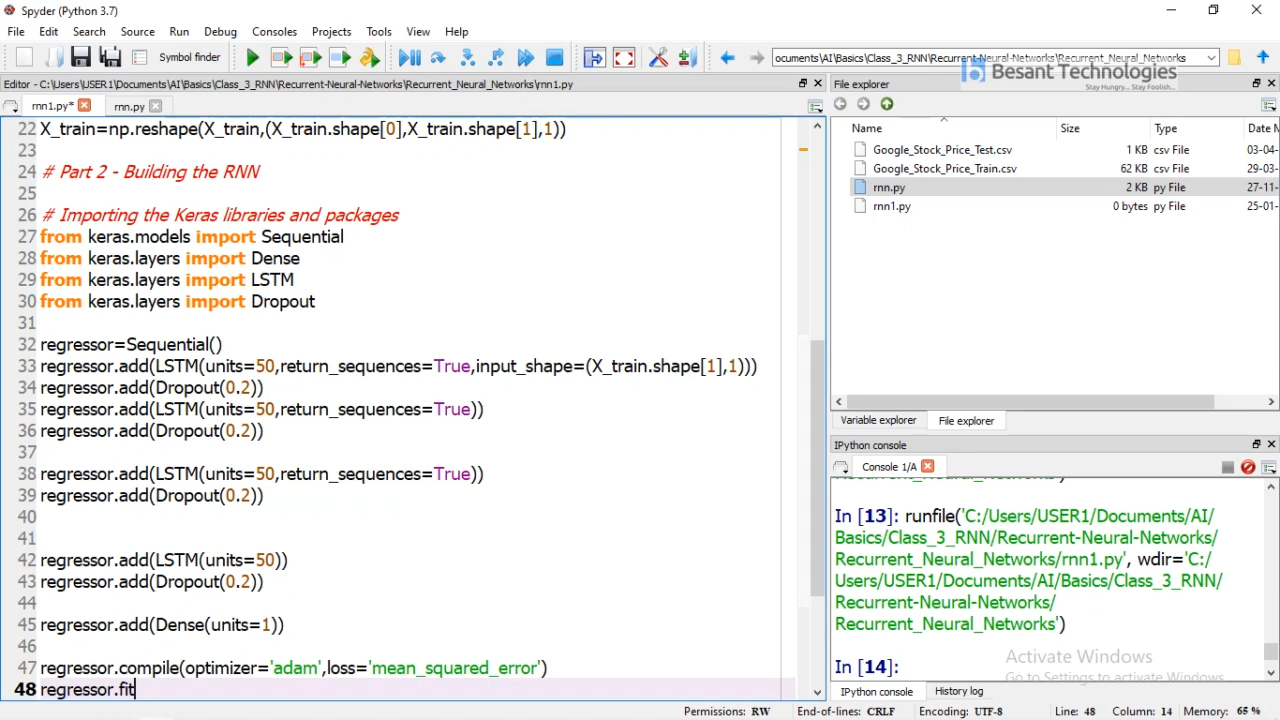 Spyder (Python 3.7)
File Edit Search Source Run Debug Consoles Projects Tools View Help
Symbol finder
ocuments\AI\Basics\Class_3_RNN\Recurrent-Neural-Networks\Recurrent_Neural_Networks
Besant Technologies
Stay Hungry... Stay Foolish...
Editor - C:\Users\USER1\Documents\AI\Basics\Class_3_RNN\Recurrent-Neural-Networks\Recurrent_Neural_Networks\rnn1.py
rnn1.py* rnn.py
22 X_train=np.reshape(X_train,(X_train.shape[0],X_train.shape[1],1))
23
24 # Part 2 - Building the RNN
25
26 # Importing the Keras libraries and packages
27 from keras.models import Sequential
28 from keras.layers import Dense
29 from keras.layers import LSTM
30 from keras.layers import Dropout
31
32 regressor=Sequential()
33 regressor.add(LSTM(units=50,return_sequences=True,input_shape=(X_train.shape[1],1)))
34 regressor.add(Dropout(0.2))
35 regressor.add(LSTM(units=50,return_sequences=True))
36 regressor.add(Dropout(0.2))
37
38 regressor.add(LSTM(units=50,return_sequences=True))
39 regressor.add(Dropout(0.2))
40
41
42 regressor.add(LSTM(units=50))
43 regressor.add(Dropout(0.2))
44
45 regressor.add(Dense(units=1))
46
47 regressor.compile(optimizer='adam',loss='mean_squared_error')
48 regressor.fit
File explorer
Name Size Type Date M
Google_Stock_Price_Test.csv 1 KB csv File 03-04-
Google_Stock_Price_Train.csv 62 KB csv File 29-03-
rnn.py 2 KB py File 27-11-
rnn1.py 0 bytes py File 25-01-
Variable explorer File explorer
IPython console
Console 1/A
In [13]: runfile('C:/Users/USER1/Documents/AI/
Basics/Class_3_RNN/Recurrent-Neural-Networks/
Recurrent_Neural_Networks/rnn1.py', wdir='C:/
Users/USER1/Documents/AI/Basics/Class_3_RNN/
Recurrent-Neural-Networks/
Recurrent_Neural_Networks')
In [14]:
Activate Windows
Go to Settings to activate Windows.
IPython console History log
Permissions: RW End-of-lines: CRLF Encoding: UTF-8 Line: 48 Column: 14 Memory: 65 %